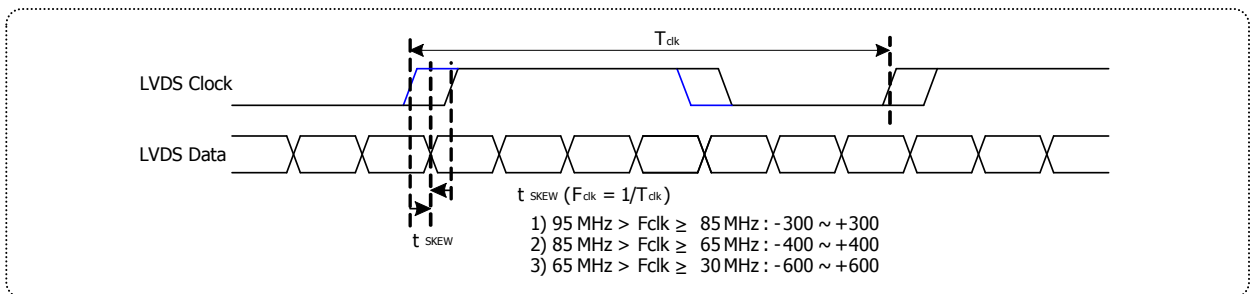 Tclk
LVDS Clock
LVDS Data
t SKEW (Fclk = 1/Tclk)
1) 95 MHz > Fclk ≥ 85 MHz : -300 ~ +300
t SKEW
2) 85 MHz > Fclk ≥ 65 MHz : -400 ~ +400
3) 65 MHz > Fclk ≥ 30 MHz : -600 ~ +600